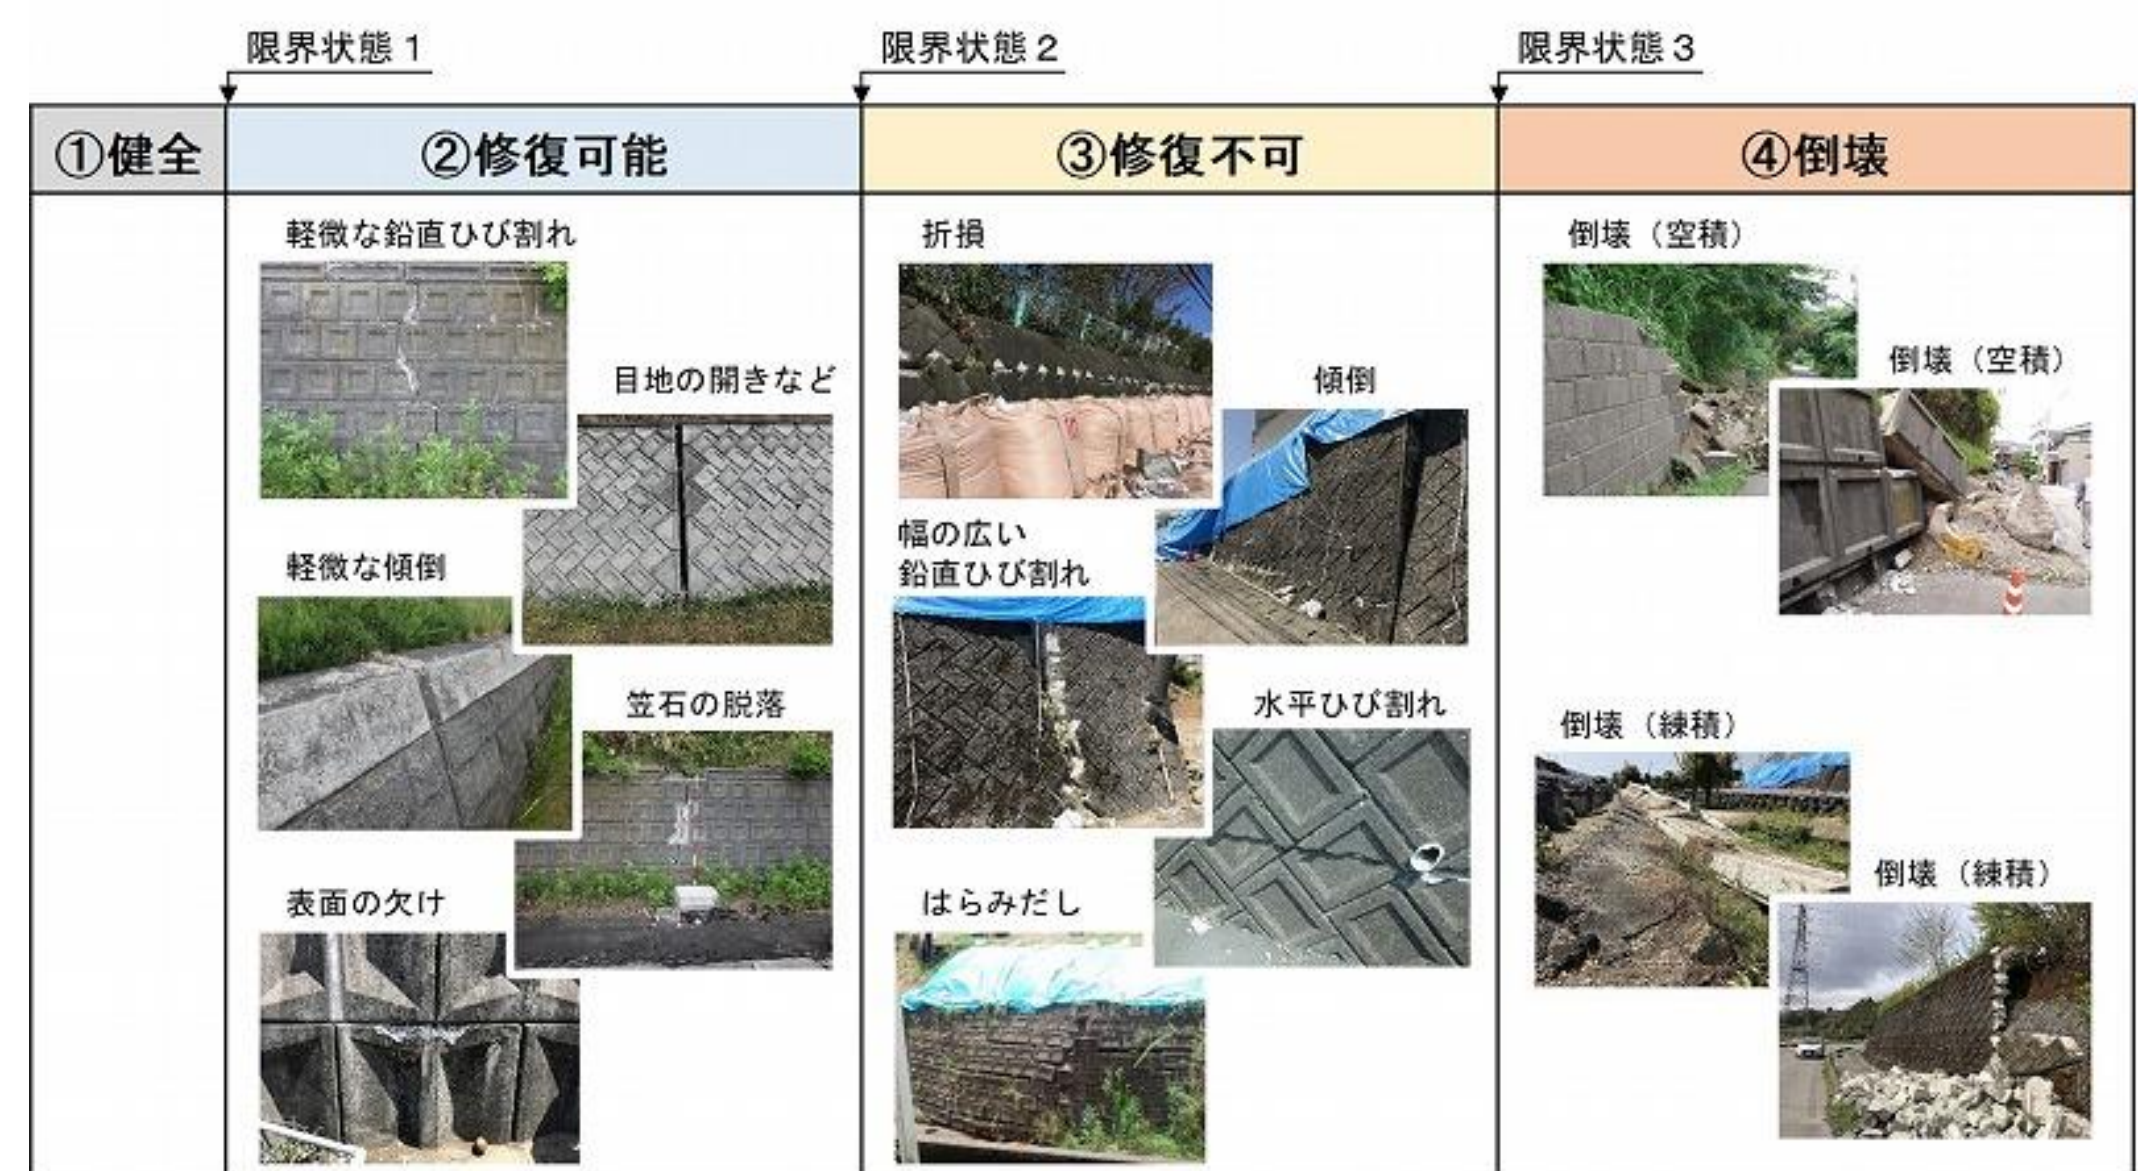 限界状態1
限界状態2
限界状態3
①健全
②修復可能
③修復不可
④倒壊
軽微な鉛直ひび割れ
目地の開きなど
軽微な傾倒
笠石の脱落
表面の欠け
折損
傾倒
幅の広い
鉛直ひび割れ
水平ひび割れ
はらみだし
倒壊（空積）
倒壊（空積）
倒壊（練積）
倒壊（練積）